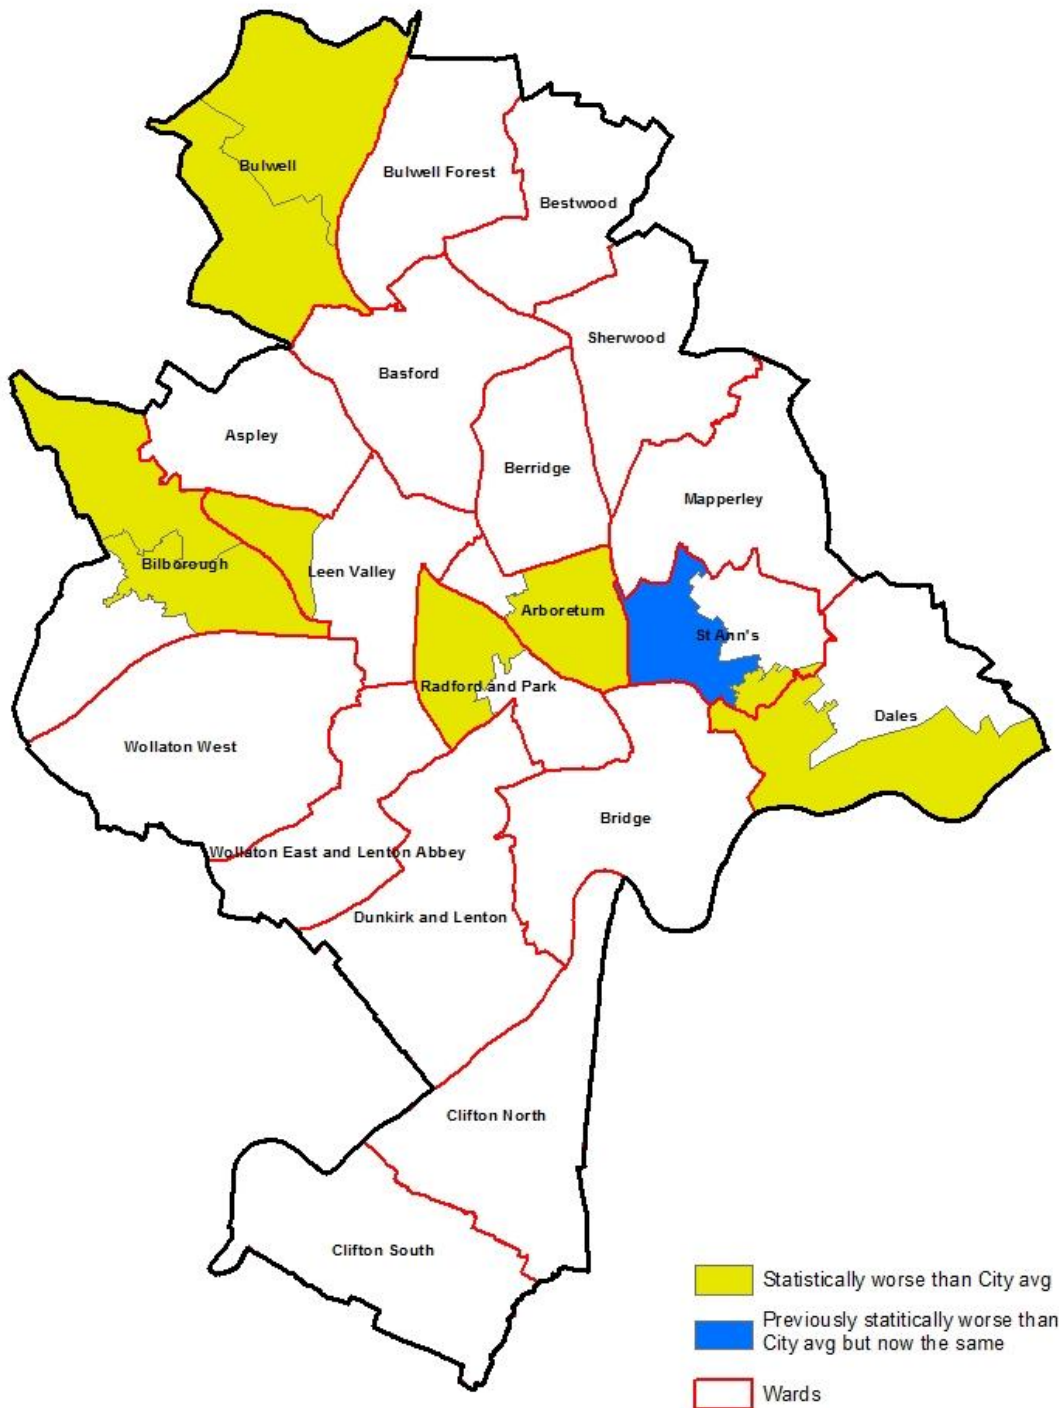 Bulwell
Bulwell Forest
Bestwood
Sherwood
Basford
Aspley
Berridge
Mapperley
Bilborough
Leen Valley
Arboretum
St Ann's
Radford and Park
Dales
Wollaton West
Bridge
Wollaton East and Lenton Abbey
Dunkirk and Lenton
Clifton North
Clifton South
Statistically worse than City avg
Previously statitically worse than
City avg but now the same
Wards